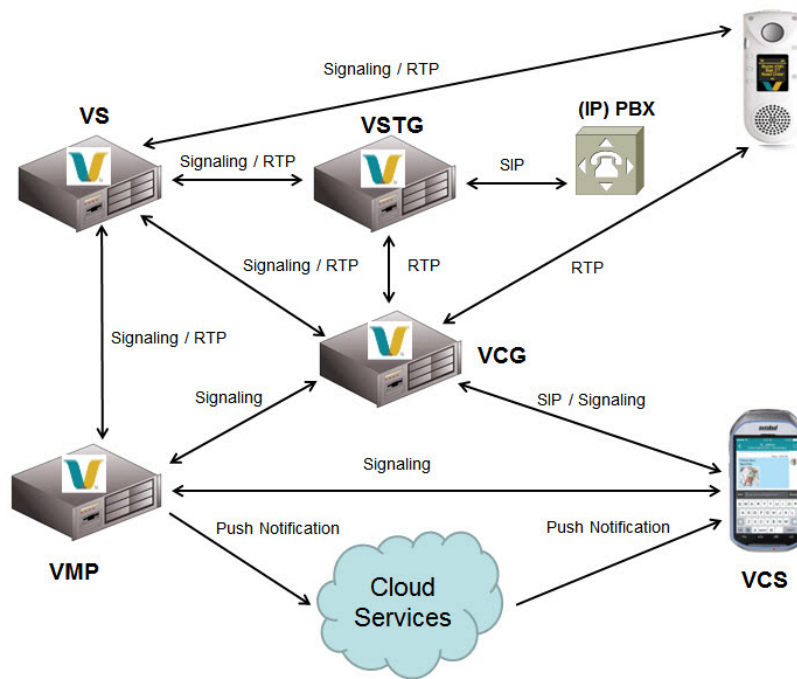 Signaling / RTP
VS
VSTG
(IP) PBX
Signaling / RTP
SIP
Signaling / RTP
RTP
RTP
Signaling / RTP
VCG
Signaling
SIP / Signaling
Signaling
Push Notification
Push Notification
VMP
Cloud
Services
VCS